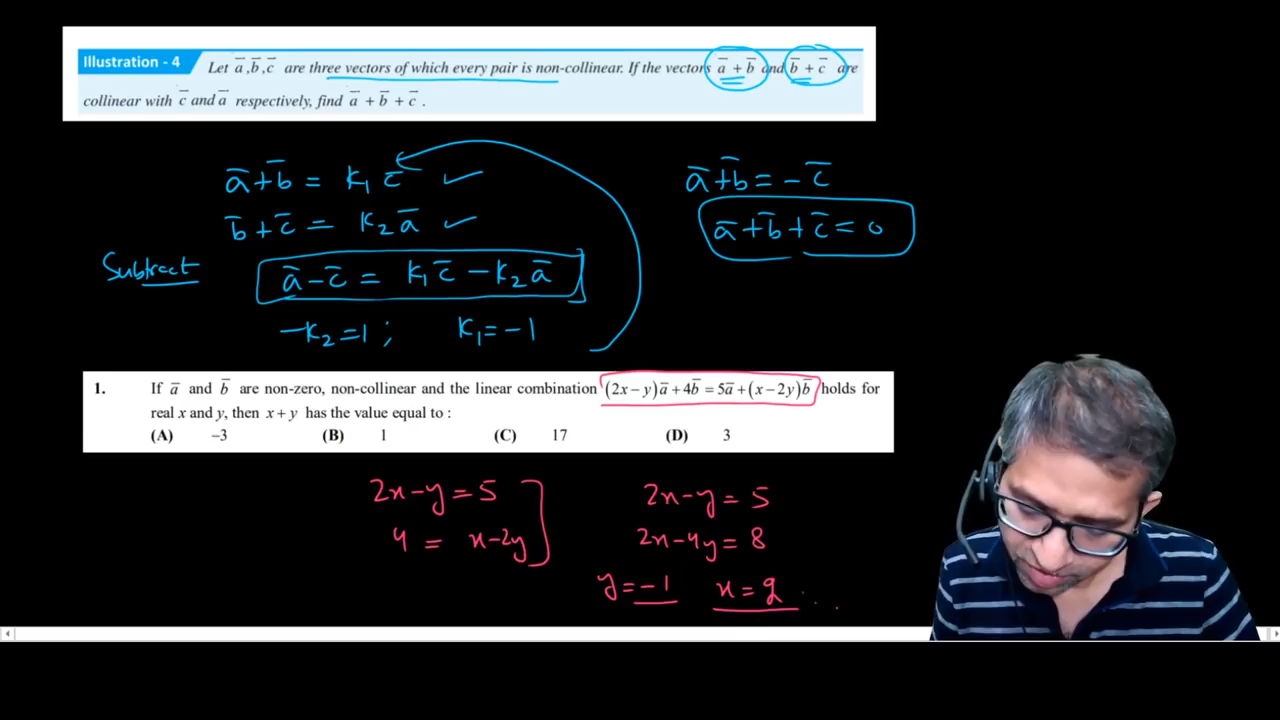 Illustration - 4 Let a̅, b̅, c̅ are three vectors of which every pair is non-collinear. If the vectors a̅ + b̅ and b̅ + c̅ are
collinear with c̅ and a̅ respectively, find a̅ + b̅ + c̅ .
a̅ + b̅ = k₁ c̅
b̅ + c̅ = k₂ a̅
Subtract a̅ − c̅ = k₁ c̅ − k₂ a̅
−k₂ = 1 ; k₁ = −1
a̅ + b̅ = − c̅
a̅ + b̅ + c̅ = 0
1. If a̅ and b̅ are non-zero, non-collinear and the linear combination (2x − y)a̅ + 4b̅ = 5a̅ + (x − 2y)b̅ holds for
real x and y, then x + y has the value equal to :
(A) −3 (B) 1 (C) 17 (D) 3
2x − y = 5
4 = x − 2y
2x − y = 5
2x − 4y = 8
y = −1 x = 2 ....